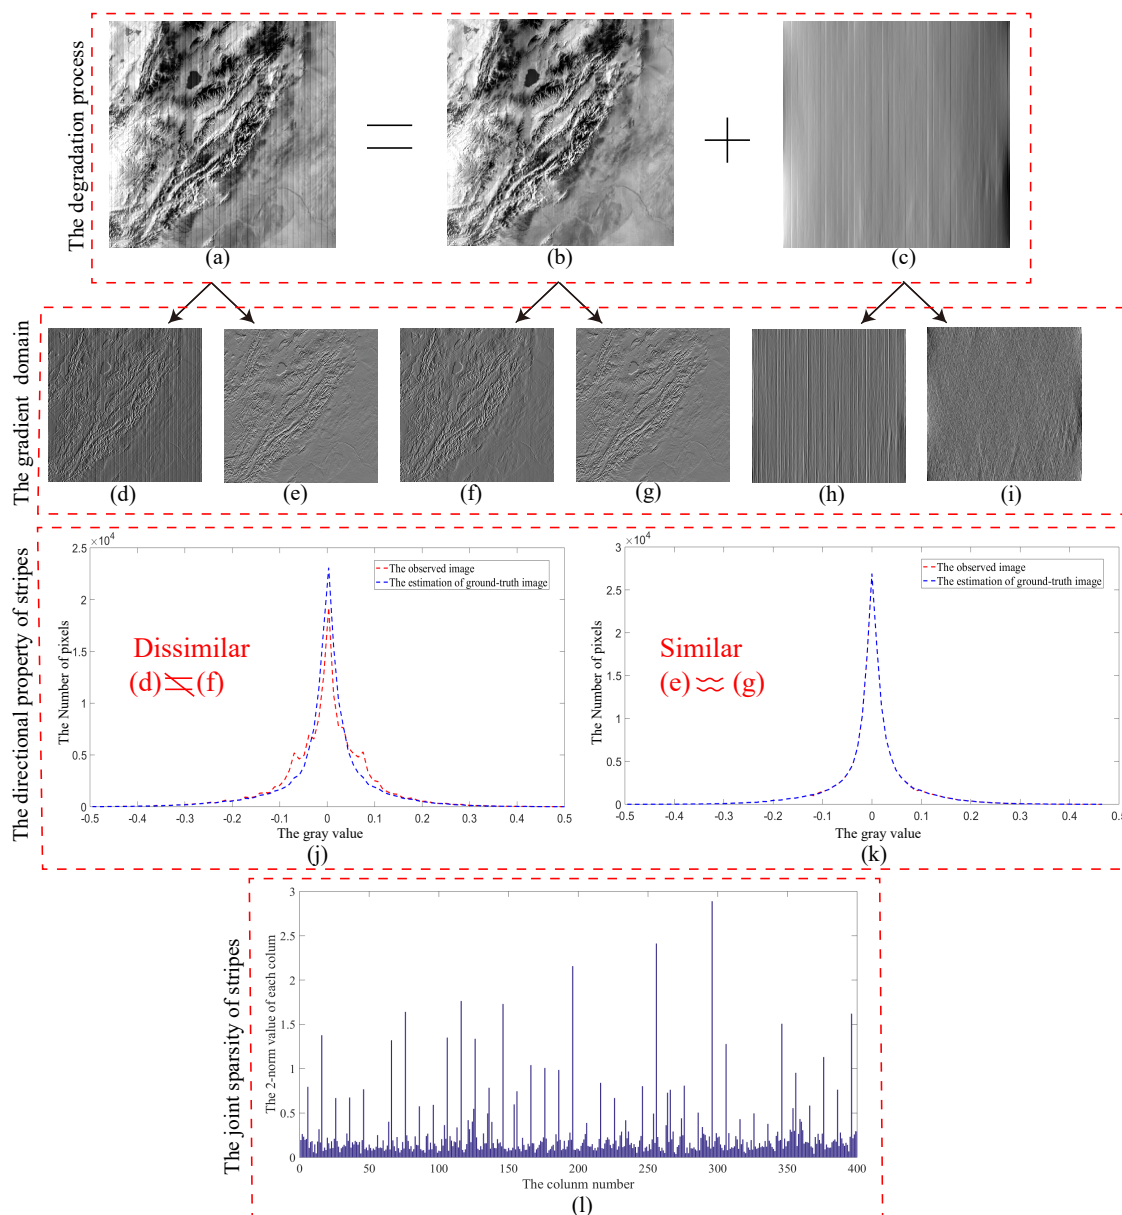 The degradation process
(a)
(b)
(c)
The gradient domain
(d)
(e)
(f)
(g)
(h)
(i)
The directional property of stripes
×10⁴
2.5
2
1.5
1
0.5
0
The Number of pixels
The observed image
The estimation of ground-truth image
Dissimilar
(d) ≠ (f)
-0.5 -0.4 -0.3 -0.2 -0.1 0 0.1 0.2 0.3 0.4 0.5
The gray value
(j)
×10⁴
3
2.5
2
1.5
1
0.5
0
The Number of pixels
The observed image
The estimation of ground-truth image
Similar
(e) ≈ (g)
-0.5 -0.4 -0.3 -0.2 -0.1 0 0.1 0.2 0.3 0.4 0.5
The gray value
(k)
The joint sparsity of stripes
3
2.5
2
1.5
1
0.5
0
The 2-norm value of each colum
0 50 100 150 200 250 300 350 400
The colunm number
(l)